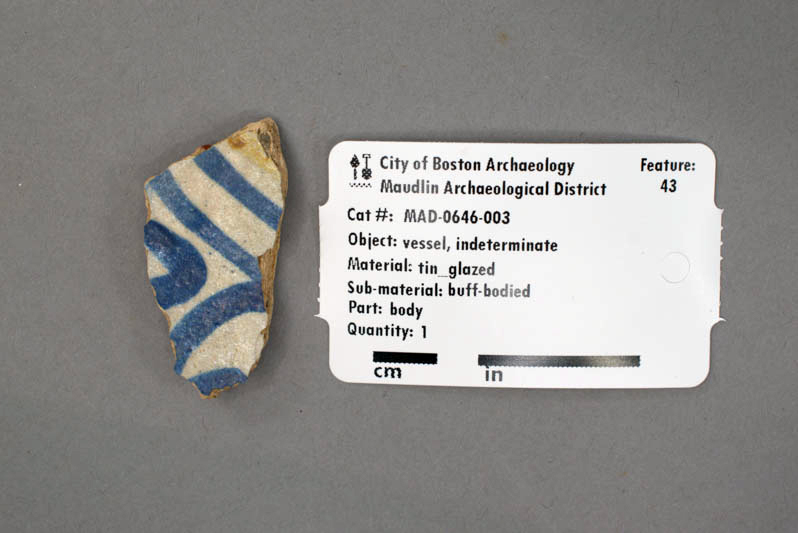 City of Boston Archaeology
Maudlin Archaeological District
Feature:
43
Cat #: MAD-0646-003
Object: vessel, indeterminate
Material: tin_glazed
Sub-material: buff-bodied
Part: body
Quantity: 1
cm
in